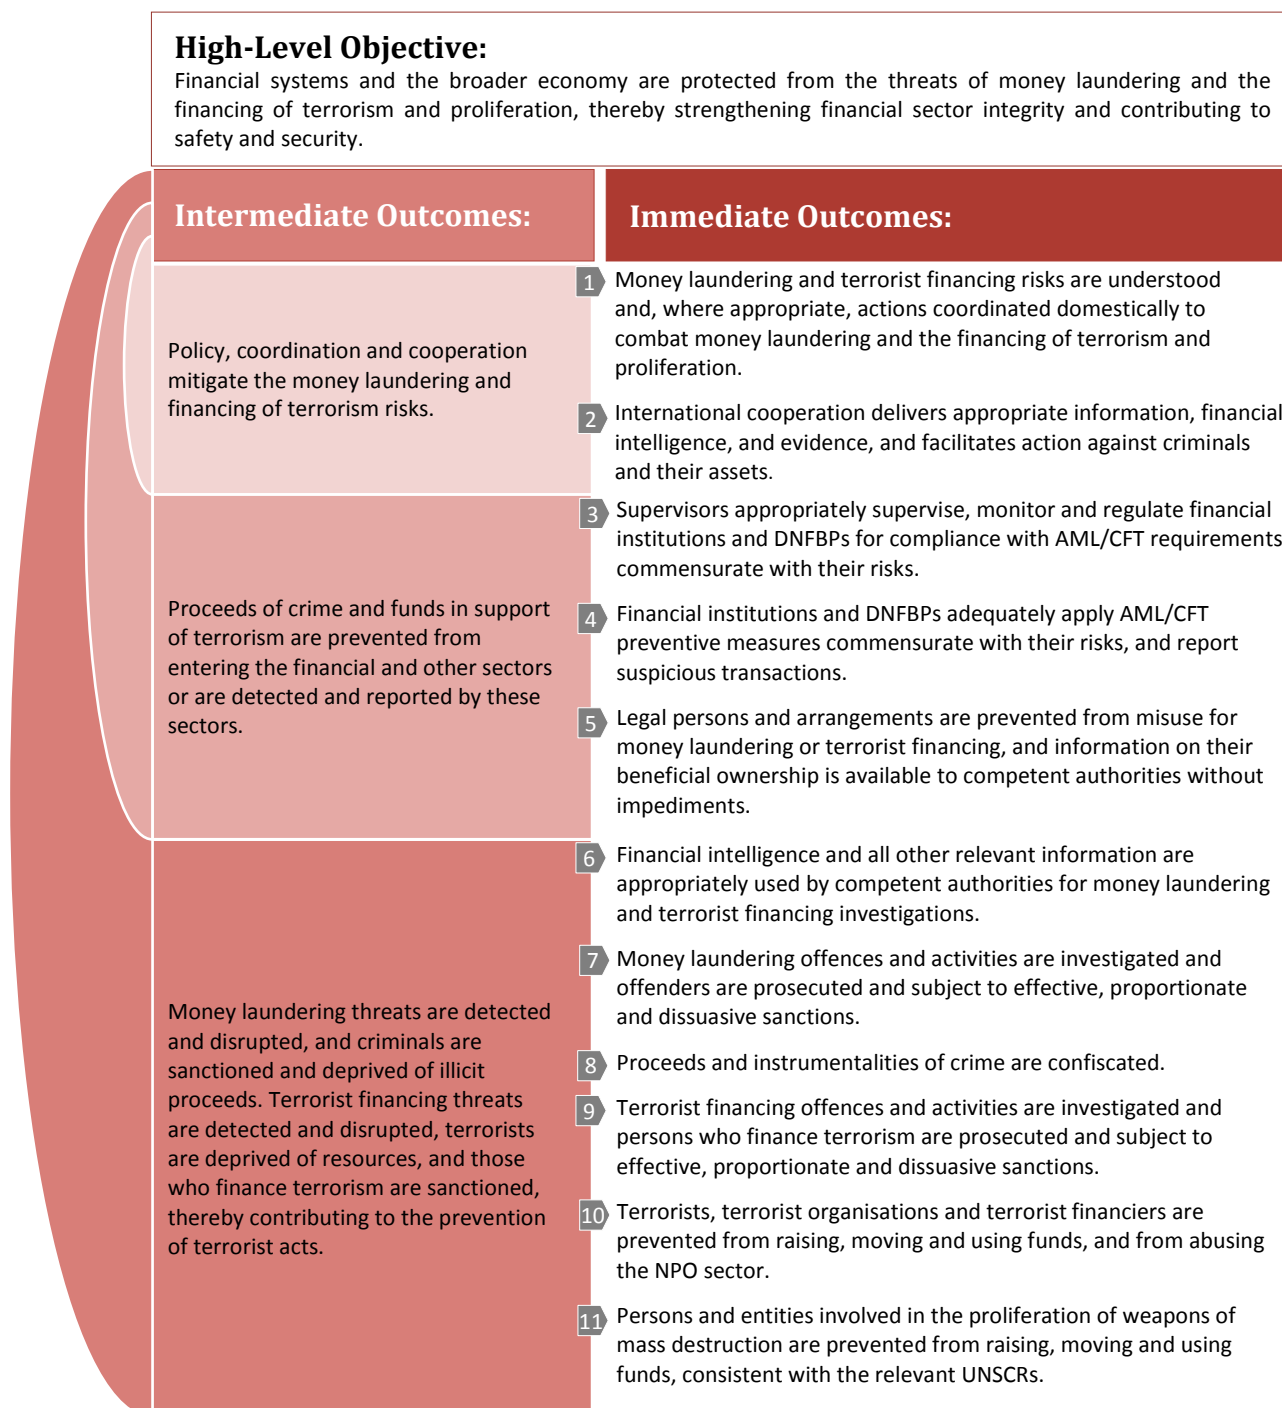 High-Level Objective:
Financial systems and the broader economy are protected from the threats of money laundering and the
financing of terrorism and proliferation, thereby strengthening financial sector integrity and contributing to
safety and security.
Intermediate Outcomes:
Immediate Outcomes:
Policy, coordination and cooperation
mitigate the money laundering and
financing of terrorism risks.
1 Money laundering and terrorist financing risks are understood
and, where appropriate, actions coordinated domestically to
combat money laundering and the financing of terrorism and
proliferation.
2 International cooperation delivers appropriate information, financial
intelligence, and evidence, and facilitates action against criminals
and their assets.
Proceeds of crime and funds in support
of terrorism are prevented from
entering the financial and other sectors
or are detected and reported by these
sectors.
3 Supervisors appropriately supervise, monitor and regulate financial
institutions and DNFBPs for compliance with AML/CFT requirements
commensurate with their risks.
4 Financial institutions and DNFBPs adequately apply AML/CFT
preventive measures commensurate with their risks, and report
suspicious transactions.
5 Legal persons and arrangements are prevented from misuse for
money laundering or terrorist financing, and information on their
beneficial ownership is available to competent authorities without
impediments.
Money laundering threats are detected
and disrupted, and criminals are
sanctioned and deprived of illicit
proceeds. Terrorist financing threats
are detected and disrupted, terrorists
are deprived of resources, and those
who finance terrorism are sanctioned,
thereby contributing to the prevention
of terrorist acts.
6 Financial intelligence and all other relevant information are
appropriately used by competent authorities for money laundering
and terrorist financing investigations.
7 Money laundering offences and activities are investigated and
offenders are prosecuted and subject to effective, proportionate
and dissuasive sanctions.
8 Proceeds and instrumentalities of crime are confiscated.
9 Terrorist financing offences and activities are investigated and
persons who finance terrorism are prosecuted and subject to
effective, proportionate and dissuasive sanctions.
10 Terrorists, terrorist organisations and terrorist financiers are
prevented from raising, moving and using funds, and from abusing
the NPO sector.
11 Persons and entities involved in the proliferation of weapons of
mass destruction are prevented from raising, moving and using
funds, consistent with the relevant UNSCRs.